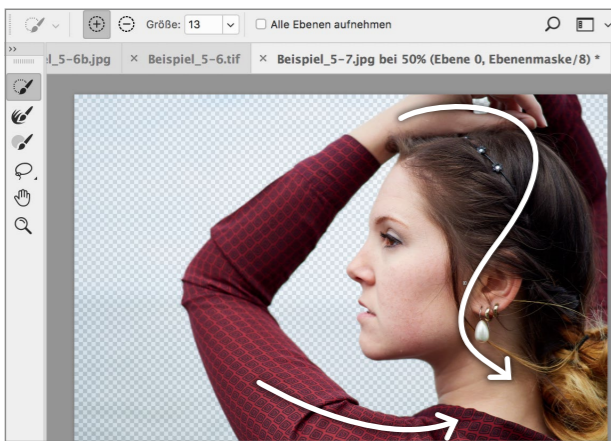 Größe: 13 Alle Ebenen aufnehmen
l_5-6b.jpg × Beispiel_5-6.tif × Beispiel_5-7.jpg bei 50% (Ebene 0, Ebenenmaske/8) *